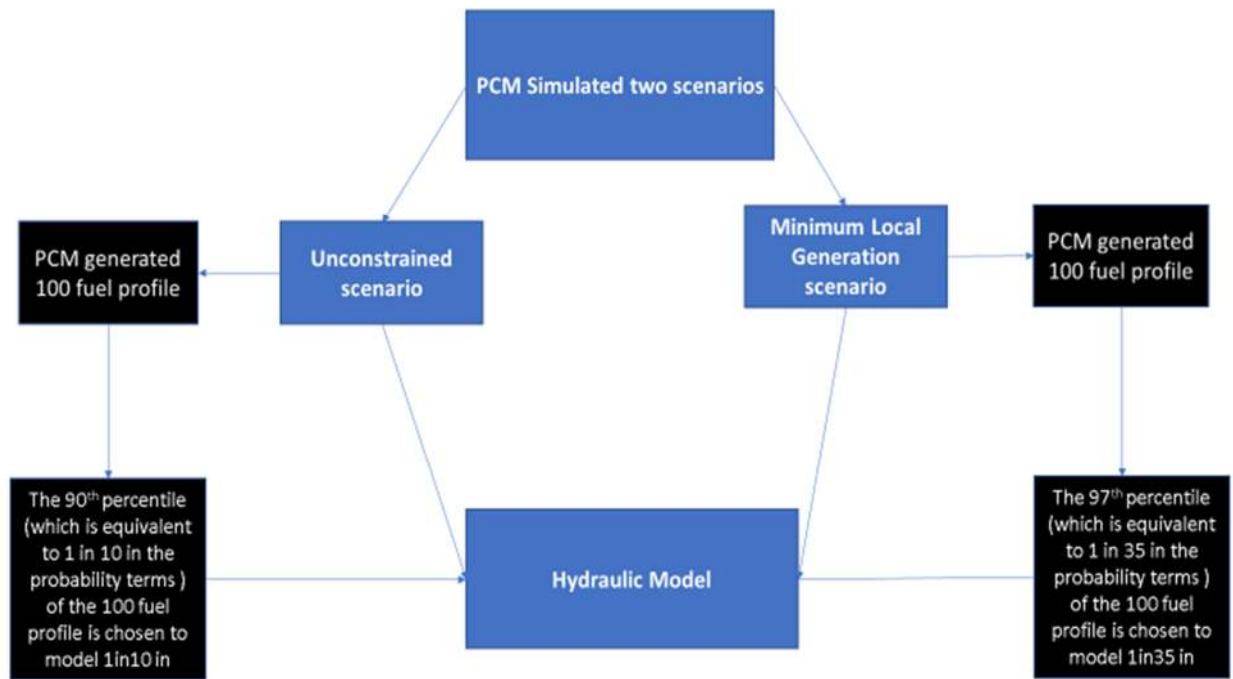 PCM Simulated two scenarios
Unconstrained
scenario
Minimum Local
Generation
scenario
PCM generated
100 fuel profile
PCM generated
100 fuel profile
The 90th percentile
(which is equivalent
to 1 in 10 in the
probability terms )
of the 100 fuel
profile is chosen to
model 1in10 in
Hydraulic Model
The 97th percentile
(which is equivalent
to 1 in 35 in the
probability terms )
of the 100 fuel
profile is chosen to
model 1in35 in